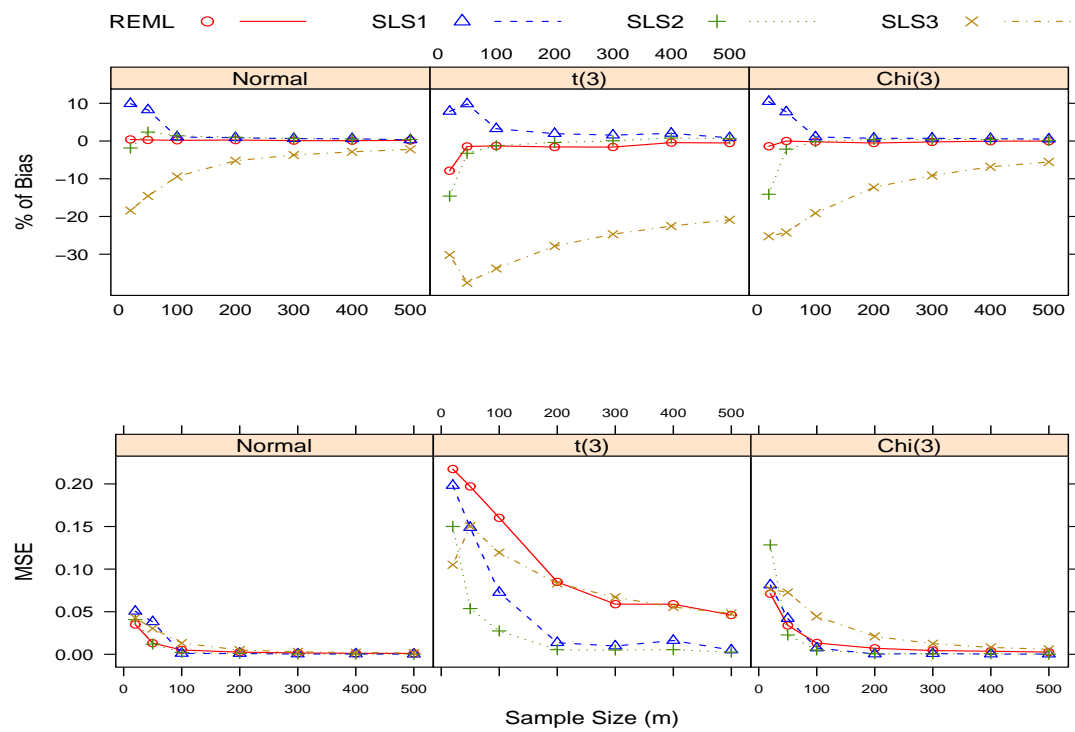 REML SLS1 SLS2 SLS3
0 100 200 300 400 500
Normal t(3) Chi(3)
% of Bias
10
0
−10
−20
−30
0 100 200 300 400 500 0 100 200 300 400 500
0 100 200 300 400 500
Normal t(3) Chi(3)
MSE
0.20
0.15
0.10
0.05
0.00
0 100 200 300 400 500 0 100 200 300 400 500
Sample Size (m)